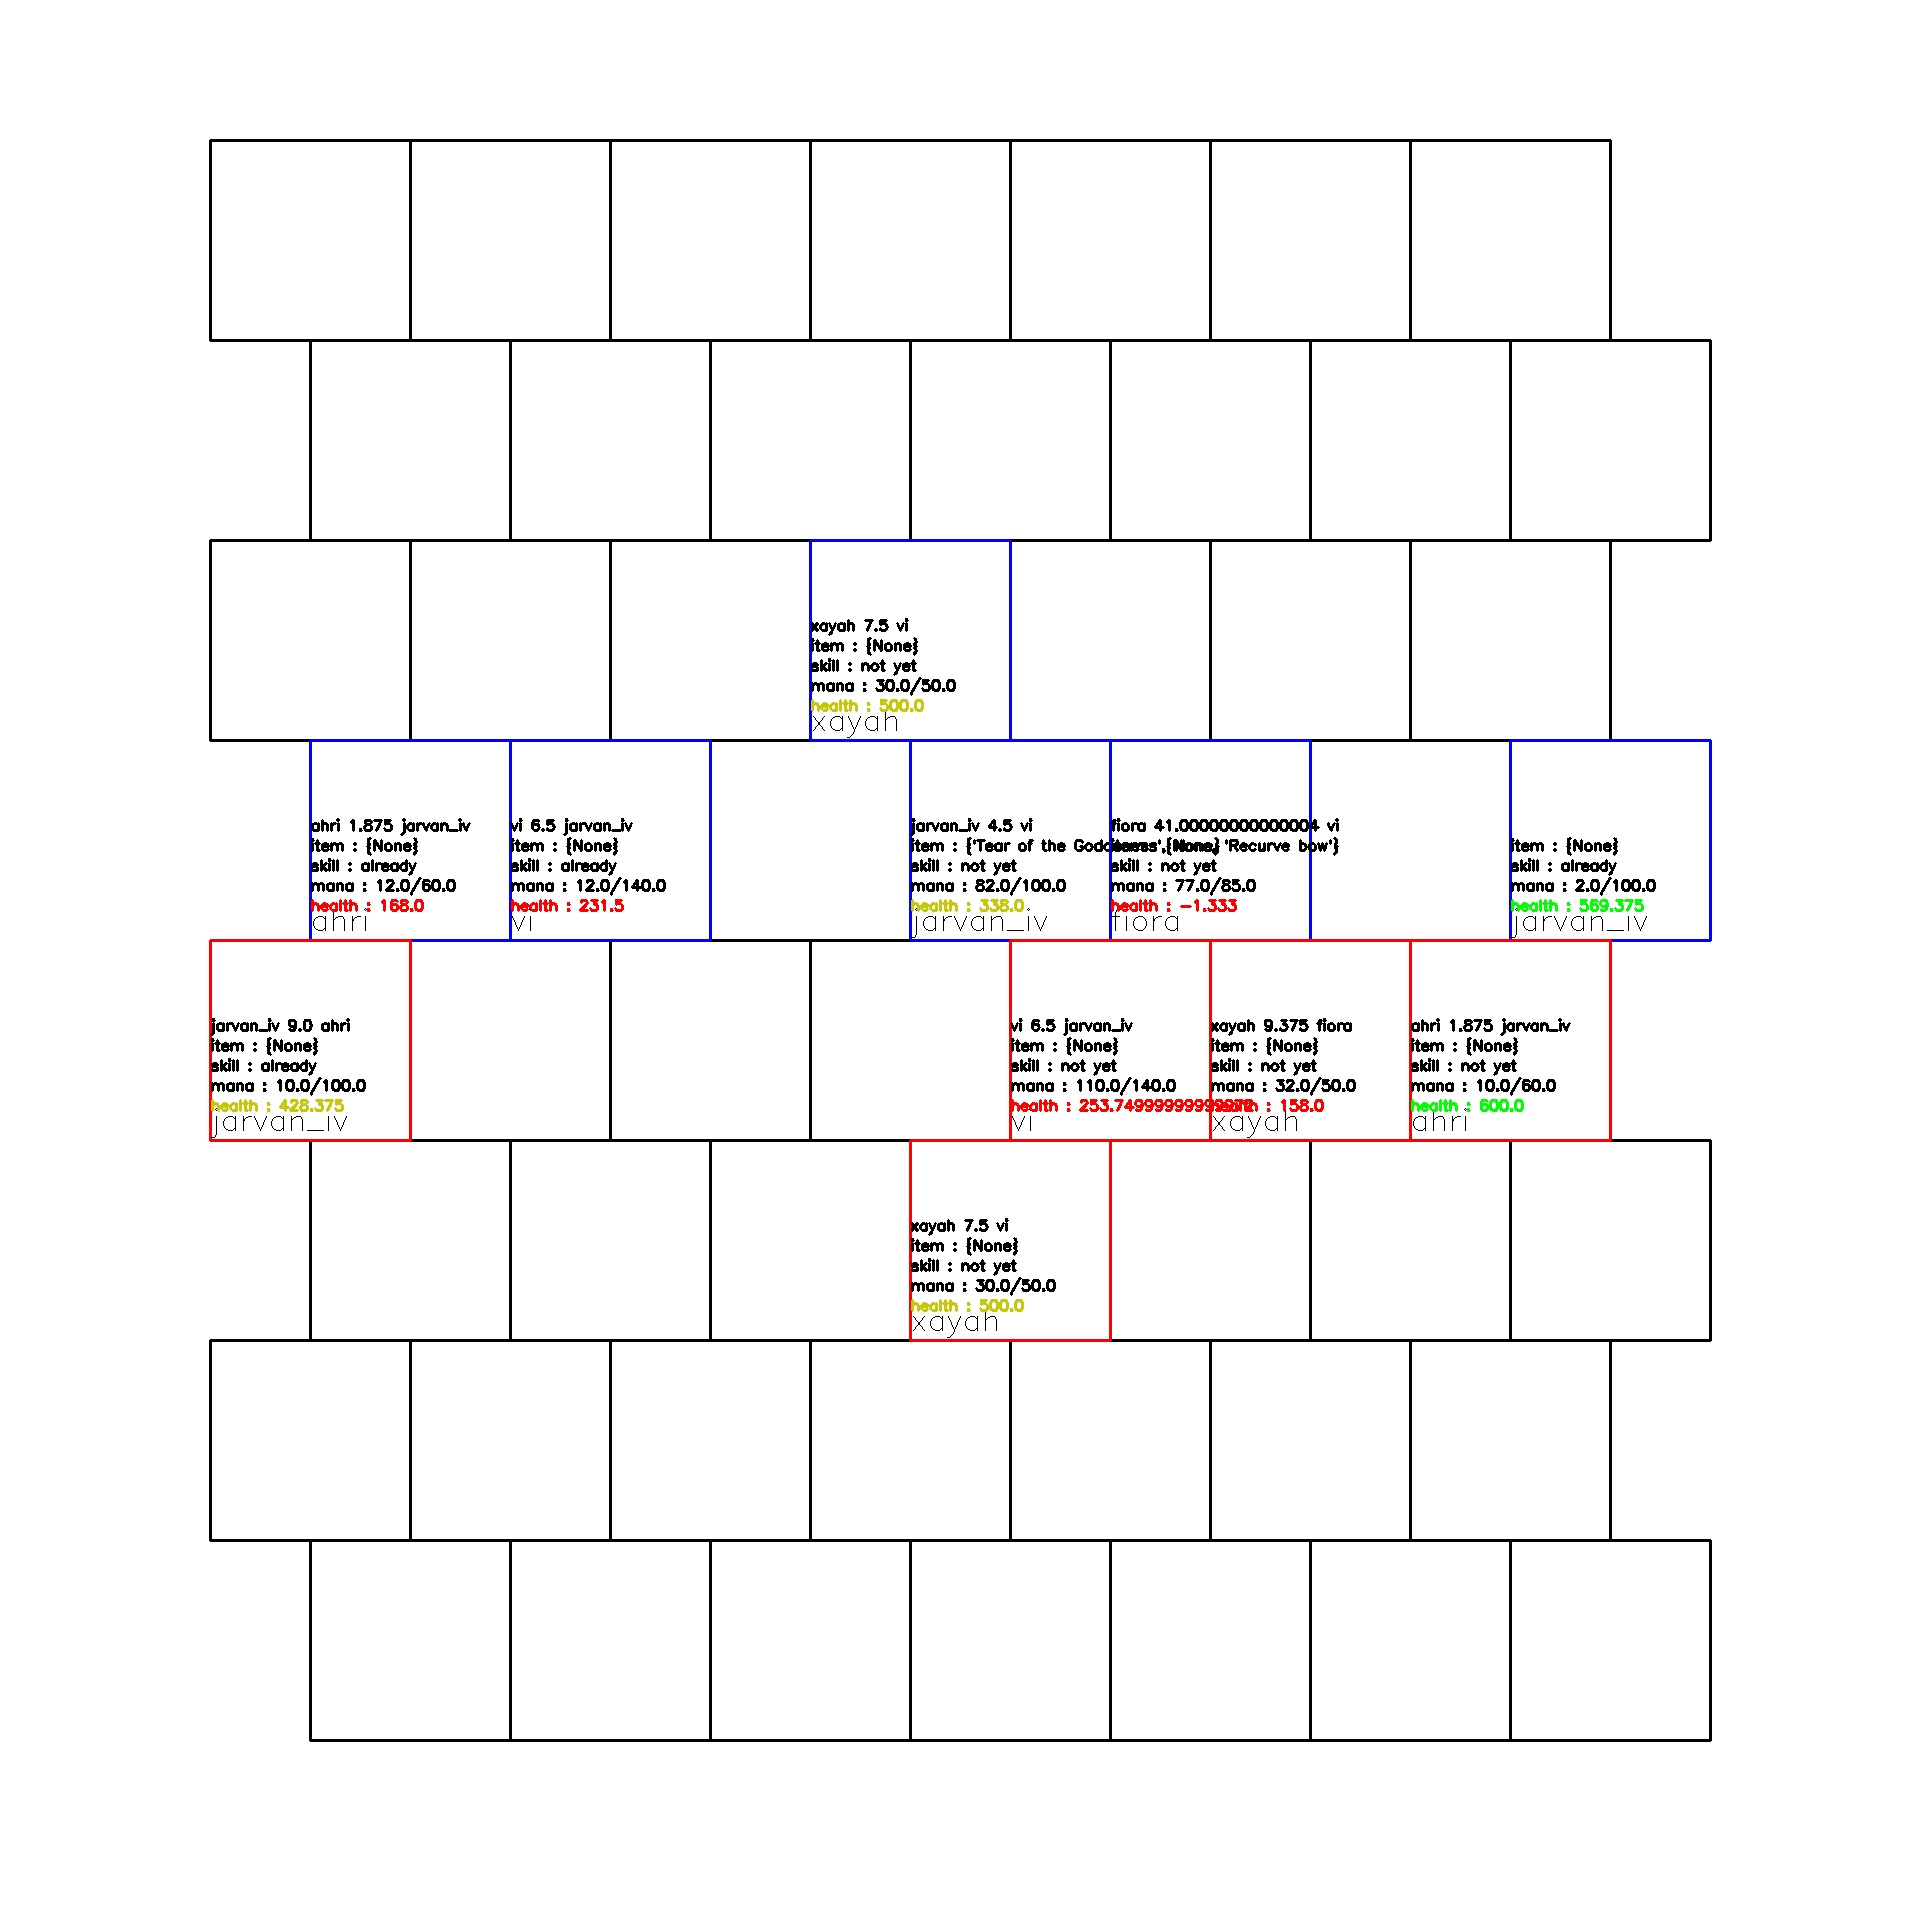 xayah 7.5 vi
item : {None}
skill : not yet
mana : 30.0/50.0
health : 500.0
xayah
ahri 1.875 jarvan_iv
item : {None}
skill : already
mana : 12.0/60.0
health : 168.0
ahri
vi 6.5 jarvan_iv
item : {None}
skill : already
mana : 12.0/140.0
health : 231.5
vi
jarvan_iv 4.5 vi
item : {'Tear of the Goddess', None, 'Recurve bow'}
skill : not yet
mana : 82.0/100.0
health : 338.0
jarvan_iv
fiora 41.00000000000004 vi
item : {None}
skill : not yet
mana : 77.0/85.0
health : -1.333
fiora
item : {None}
skill : already
mana : 2.0/100.0
health : 569.375
jarvan_iv
jarvan_iv 9.0 ahri
item : {None}
skill : already
mana : 10.0/100.0
health : 428.375
jarvan_iv
vi 6.5 jarvan_iv
item : {None}
skill : not yet
mana : 110.0/140.0
health :
vi
xayah 9.375 fiora
item : {None}
skill : not yet
mana : 32.0/50.0
health : 158.0
xayah
ahri 1.875 jarvan_iv
item : {None}
skill : not yet
mana : 10.0/60.0
health : 600.0
ahri
xayah 7.5 vi
item : {None}
skill : not yet
mana : 30.0/50.0
health : 500.0
xayah